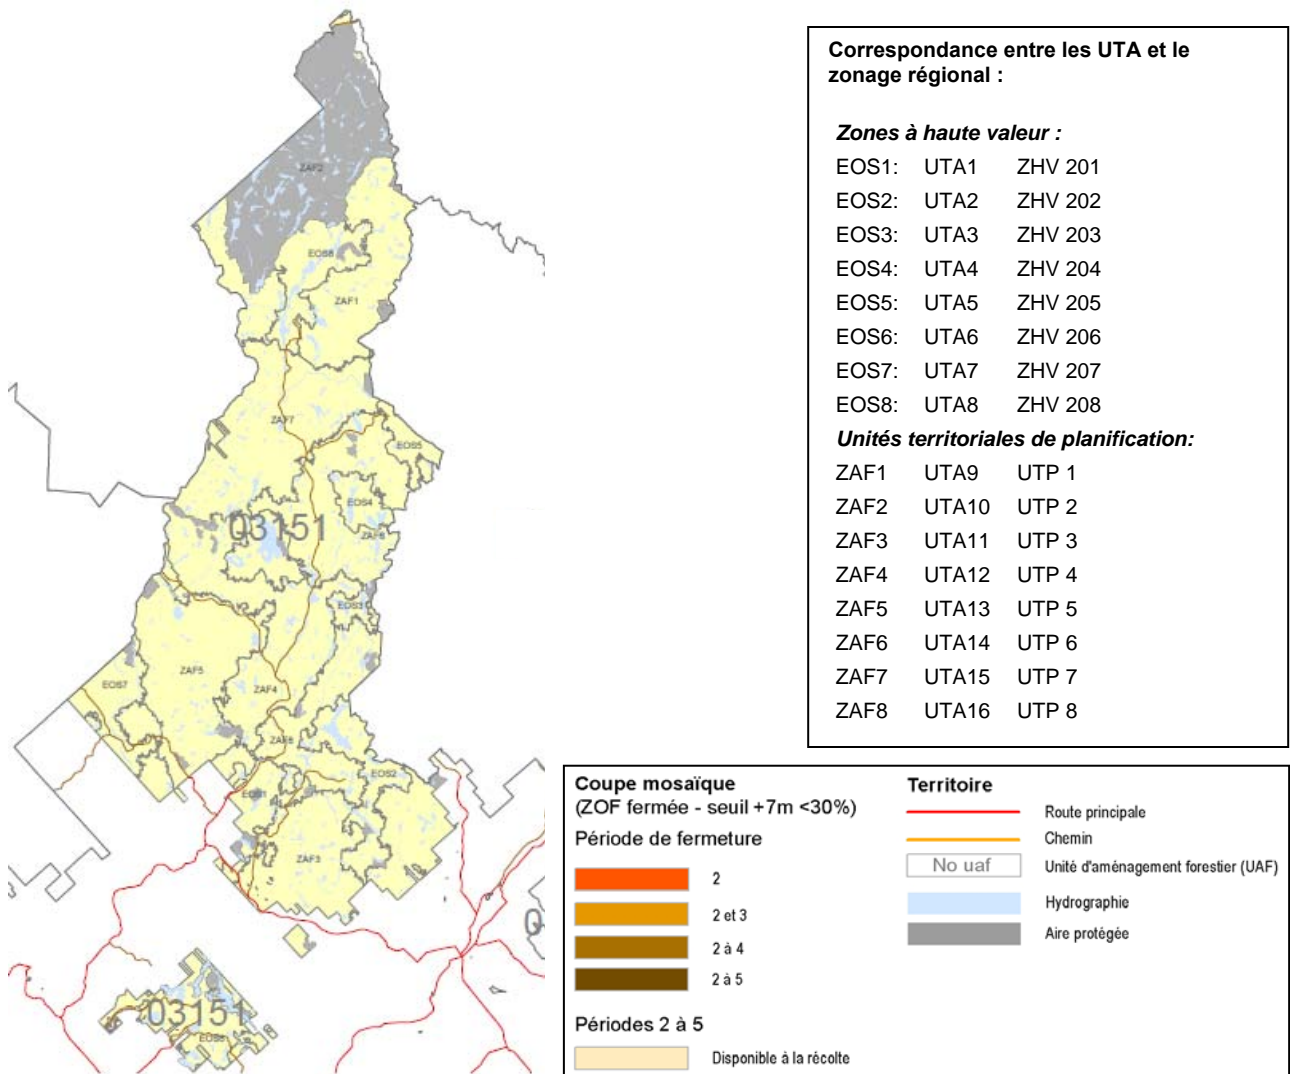 ZAF2
EOS8
ZAF1
ZAF7
EOS5
EOS4
03151
ZAF8
EOS3
ZAF5
EOS7
ZAF4
EOS2
EOS1
ZAF3
03151
Correspondance entre les UTA et le
zonage régional :
Zones à haute valeur :
EOS1: UTA1 ZHV 201
EOS2: UTA2 ZHV 202
EOS3: UTA3 ZHV 203
EOS4: UTA4 ZHV 204
EOS5: UTA5 ZHV 205
EOS6: UTA6 ZHV 206
EOS7: UTA7 ZHV 207
EOS8: UTA8 ZHV 208
Unités territoriales de planification:
ZAF1 UTA9 UTP 1
ZAF2 UTA10 UTP 2
ZAF3 UTA11 UTP 3
ZAF4 UTA12 UTP 4
ZAF5 UTA13 UTP 5
ZAF6 UTA14 UTP 6
ZAF7 UTA15 UTP 7
ZAF8 UTA16 UTP 8
Coupe mosaïque
(ZOF fermée - seuil +7m <30%)
Période de fermeture
2
2 et 3
2 à 4
2 à 5
Périodes 2 à 5
Disponible à la récolte
Territoire
Route principale
Chemin
No uaf Unité d'aménagement forestier (UAF)
Hydrographie
Aire protégée